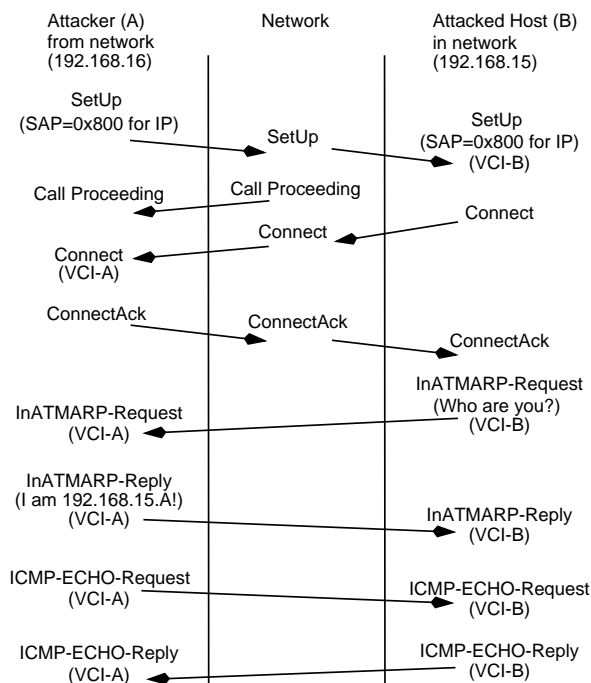 Attacker (A)
from network
(192.168.16)
Network
Attacked Host (B)
in network
(192.168.15)
SetUp
(SAP=0x800 for IP)
SetUp
SetUp
(SAP=0x800 for IP)
(VCI-B)
Call Proceeding
Call Proceeding
Connect
Connect
Connect
(VCI-A)
ConnectAck
ConnectAck
ConnectAck
InATMARP-Request
(Who are you?)
(VCI-B)
InATMARP-Request
(VCI-A)
InATMARP-Reply
(I am 192.168.15.A!)
(VCI-A)
InATMARP-Reply
(VCI-B)
ICMP-ECHO-Request
(VCI-A)
ICMP-ECHO-Request
(VCI-B)
ICMP-ECHO-Reply
(VCI-B)
ICMP-ECHO-Reply
(VCI-A)